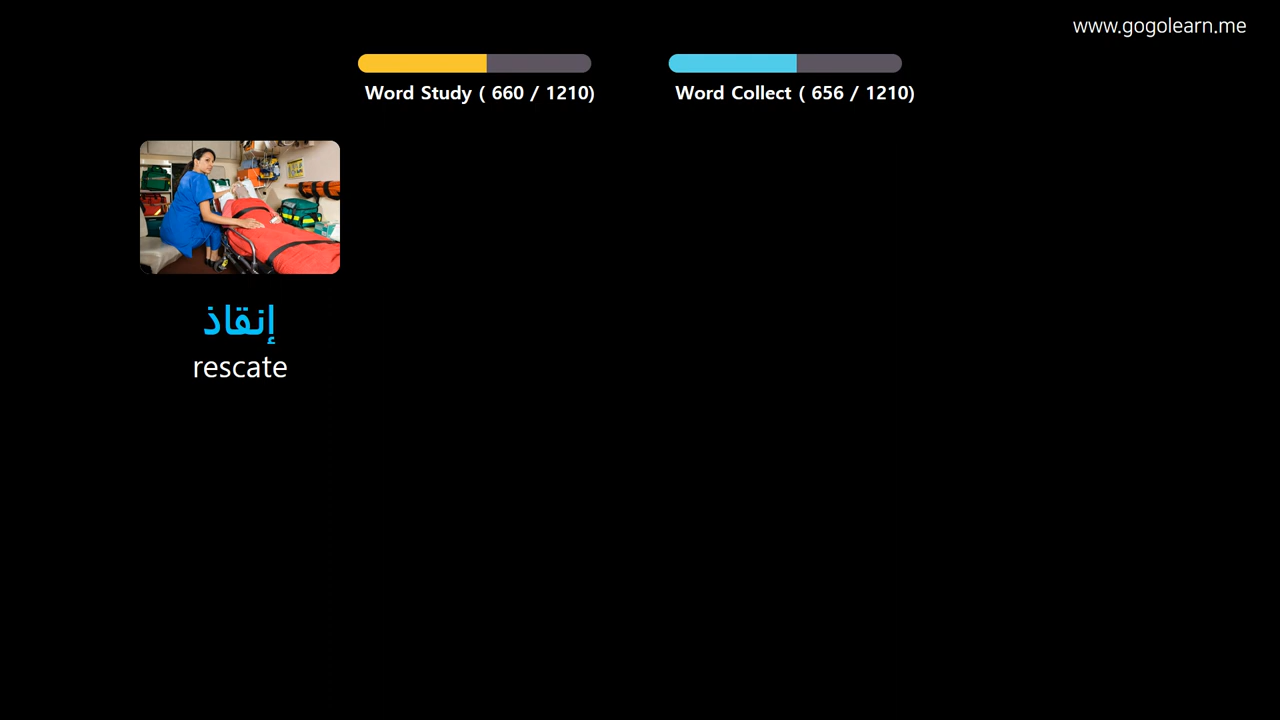 www.gogolearn.me
Word Study ( 660 / 1210)
Word Collect ( 656 / 1210)
إنقاذ
rescate